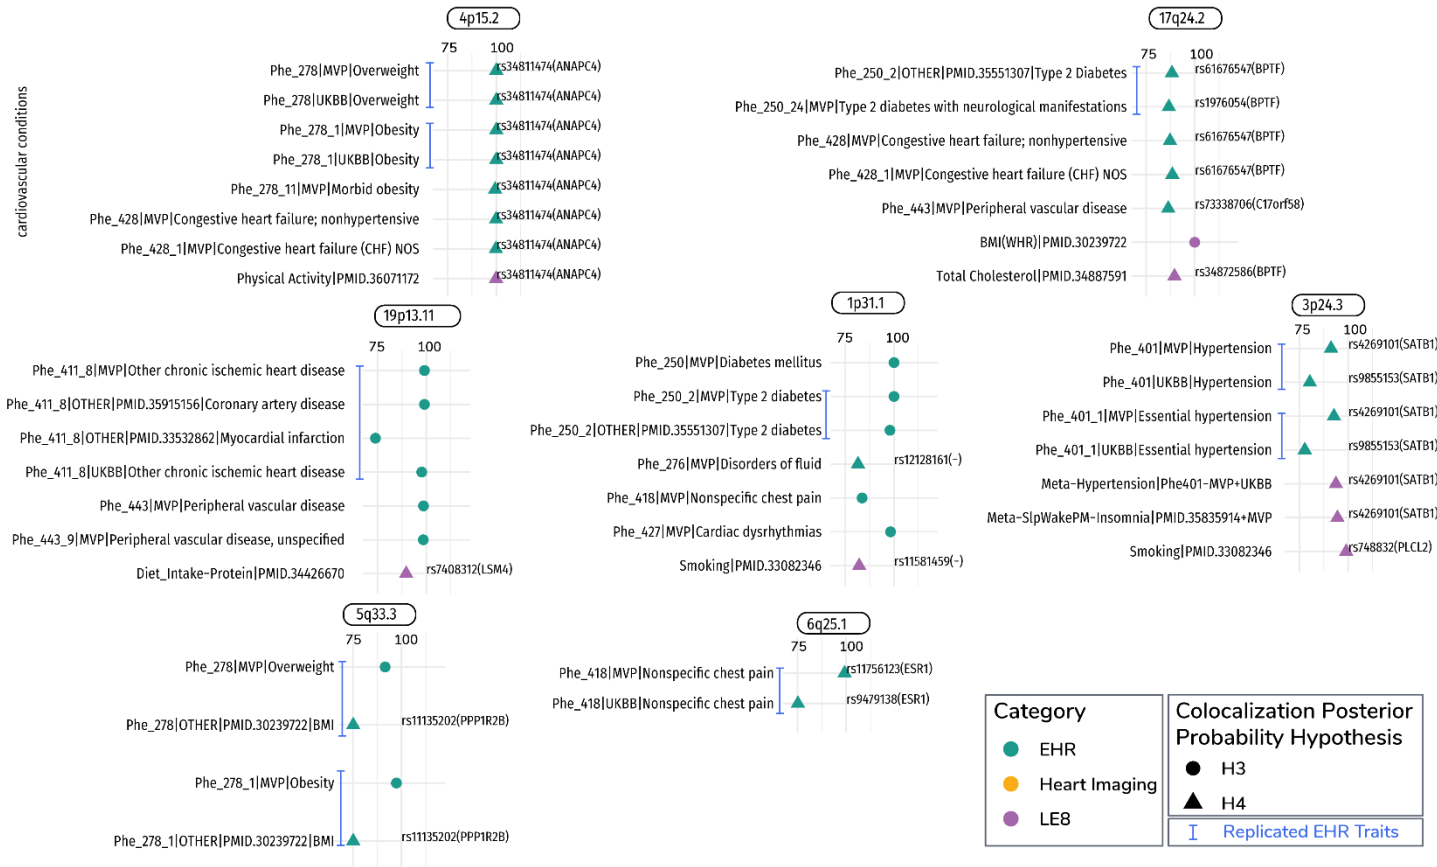 cardiovascular conditions
4p15.2
75 100
Phe_278|MVP|Overweight rs34811474(ANAPC4)
Phe_278|UKBB|Overweight rs34811474(ANAPC4)
Phe_278_1|MVP|Obesity rs34811474(ANAPC4)
Phe_278_1|UKBB|Obesity rs34811474(ANAPC4)
Phe_278_11|MVP|Morbid obesity rs34811474(ANAPC4)
Phe_428|MVP|Congestive heart failure; nonhypertensive rs34811474(ANAPC4)
Phe_428_1|MVP|Congestive heart failure (CHF) NOS rs34811474(ANAPC4)
Physical Activity|PMID.36071172 rs34811474(ANAPC4)
17q24.2
75 100
Phe_250_2|OTHER|PMID.35551307|Type 2 Diabetes rs61676547(BPTF)
Phe_250_24|MVP|Type 2 diabetes with neurological manifestations rs1976054(BPTF)
Phe_428|MVP|Congestive heart failure; nonhypertensive rs61676547(BPTF)
Phe_428_1|MVP|Congestive heart failure (CHF) NOS rs61676547(BPTF)
Phe_443|MVP|Peripheral vascular disease rs73338706(C17orf58)
BMI(WHR)|PMID.30239722
Total Cholesterol|PMID.34887591 rs34872586(BPTF)
19p13.11
75 100
Phe_411_8|MVP|Other chronic ischemic heart disease
Phe_411_8|OTHER|PMID.35915156|Coronary artery disease
Phe_411_8|OTHER|PMID.33532862|Myocardial infarction
Phe_411_8|UKBB|Other chronic ischemic heart disease
Phe_443|MVP|Peripheral vascular disease
Phe_443_9|MVP|Peripheral vascular disease, unspecified
Diet_Intake-Protein|PMID.34426670 rs7408312(LSM4)
1p31.1
75 100
Phe_250|MVP|Diabetes mellitus
Phe_250_2|MVP|Type 2 diabetes
Phe_250_2|OTHER|PMID.35551307|Type 2 diabetes
Phe_276|MVP|Disorders of fluid rs12128161(-)
Phe_418|MVP|Nonspecific chest pain
Phe_427|MVP|Cardiac dysrhythmias
Smoking|PMID.33082346 rs11581459(-)
3p24.3
75 100
Phe_401|MVP|Hypertension rs4269101(SATB1)
Phe_401|UKBB|Hypertension rs9855153(SATB1)
Phe_401_1|MVP|Essential hypertension rs4269101(SATB1)
Phe_401_1|UKBB|Essential hypertension rs9855153(SATB1)
Meta-Hypertension|Phe401-MVP+UKBB rs4269101(SATB1)
Meta-SlpWakePM-Insomnia|PMID.35835914+MVP rs4269101(SATB1)
Smoking|PMID.33082346 rs748832(PLCL2)
5q33.3
75 100
Phe_278|MVP|Overweight
Phe_278|OTHER|PMID.30239722|BMI rs11135202(PPP1R2B)
Phe_278_1|MVP|Obesity
Phe_278_1|OTHER|PMID.30239722|BMI rs11135202(PPP1R2B)
6q25.1
75 100
Phe_418|MVP|Nonspecific chest pain rs11756123(ESR1)
Phe_418|UKBB|Nonspecific chest pain rs9479138(ESR1)
Category
EHR
Heart Imaging
LE8
Colocalization Posterior
Probability Hypothesis
H3
H4
Replicated EHR Traits